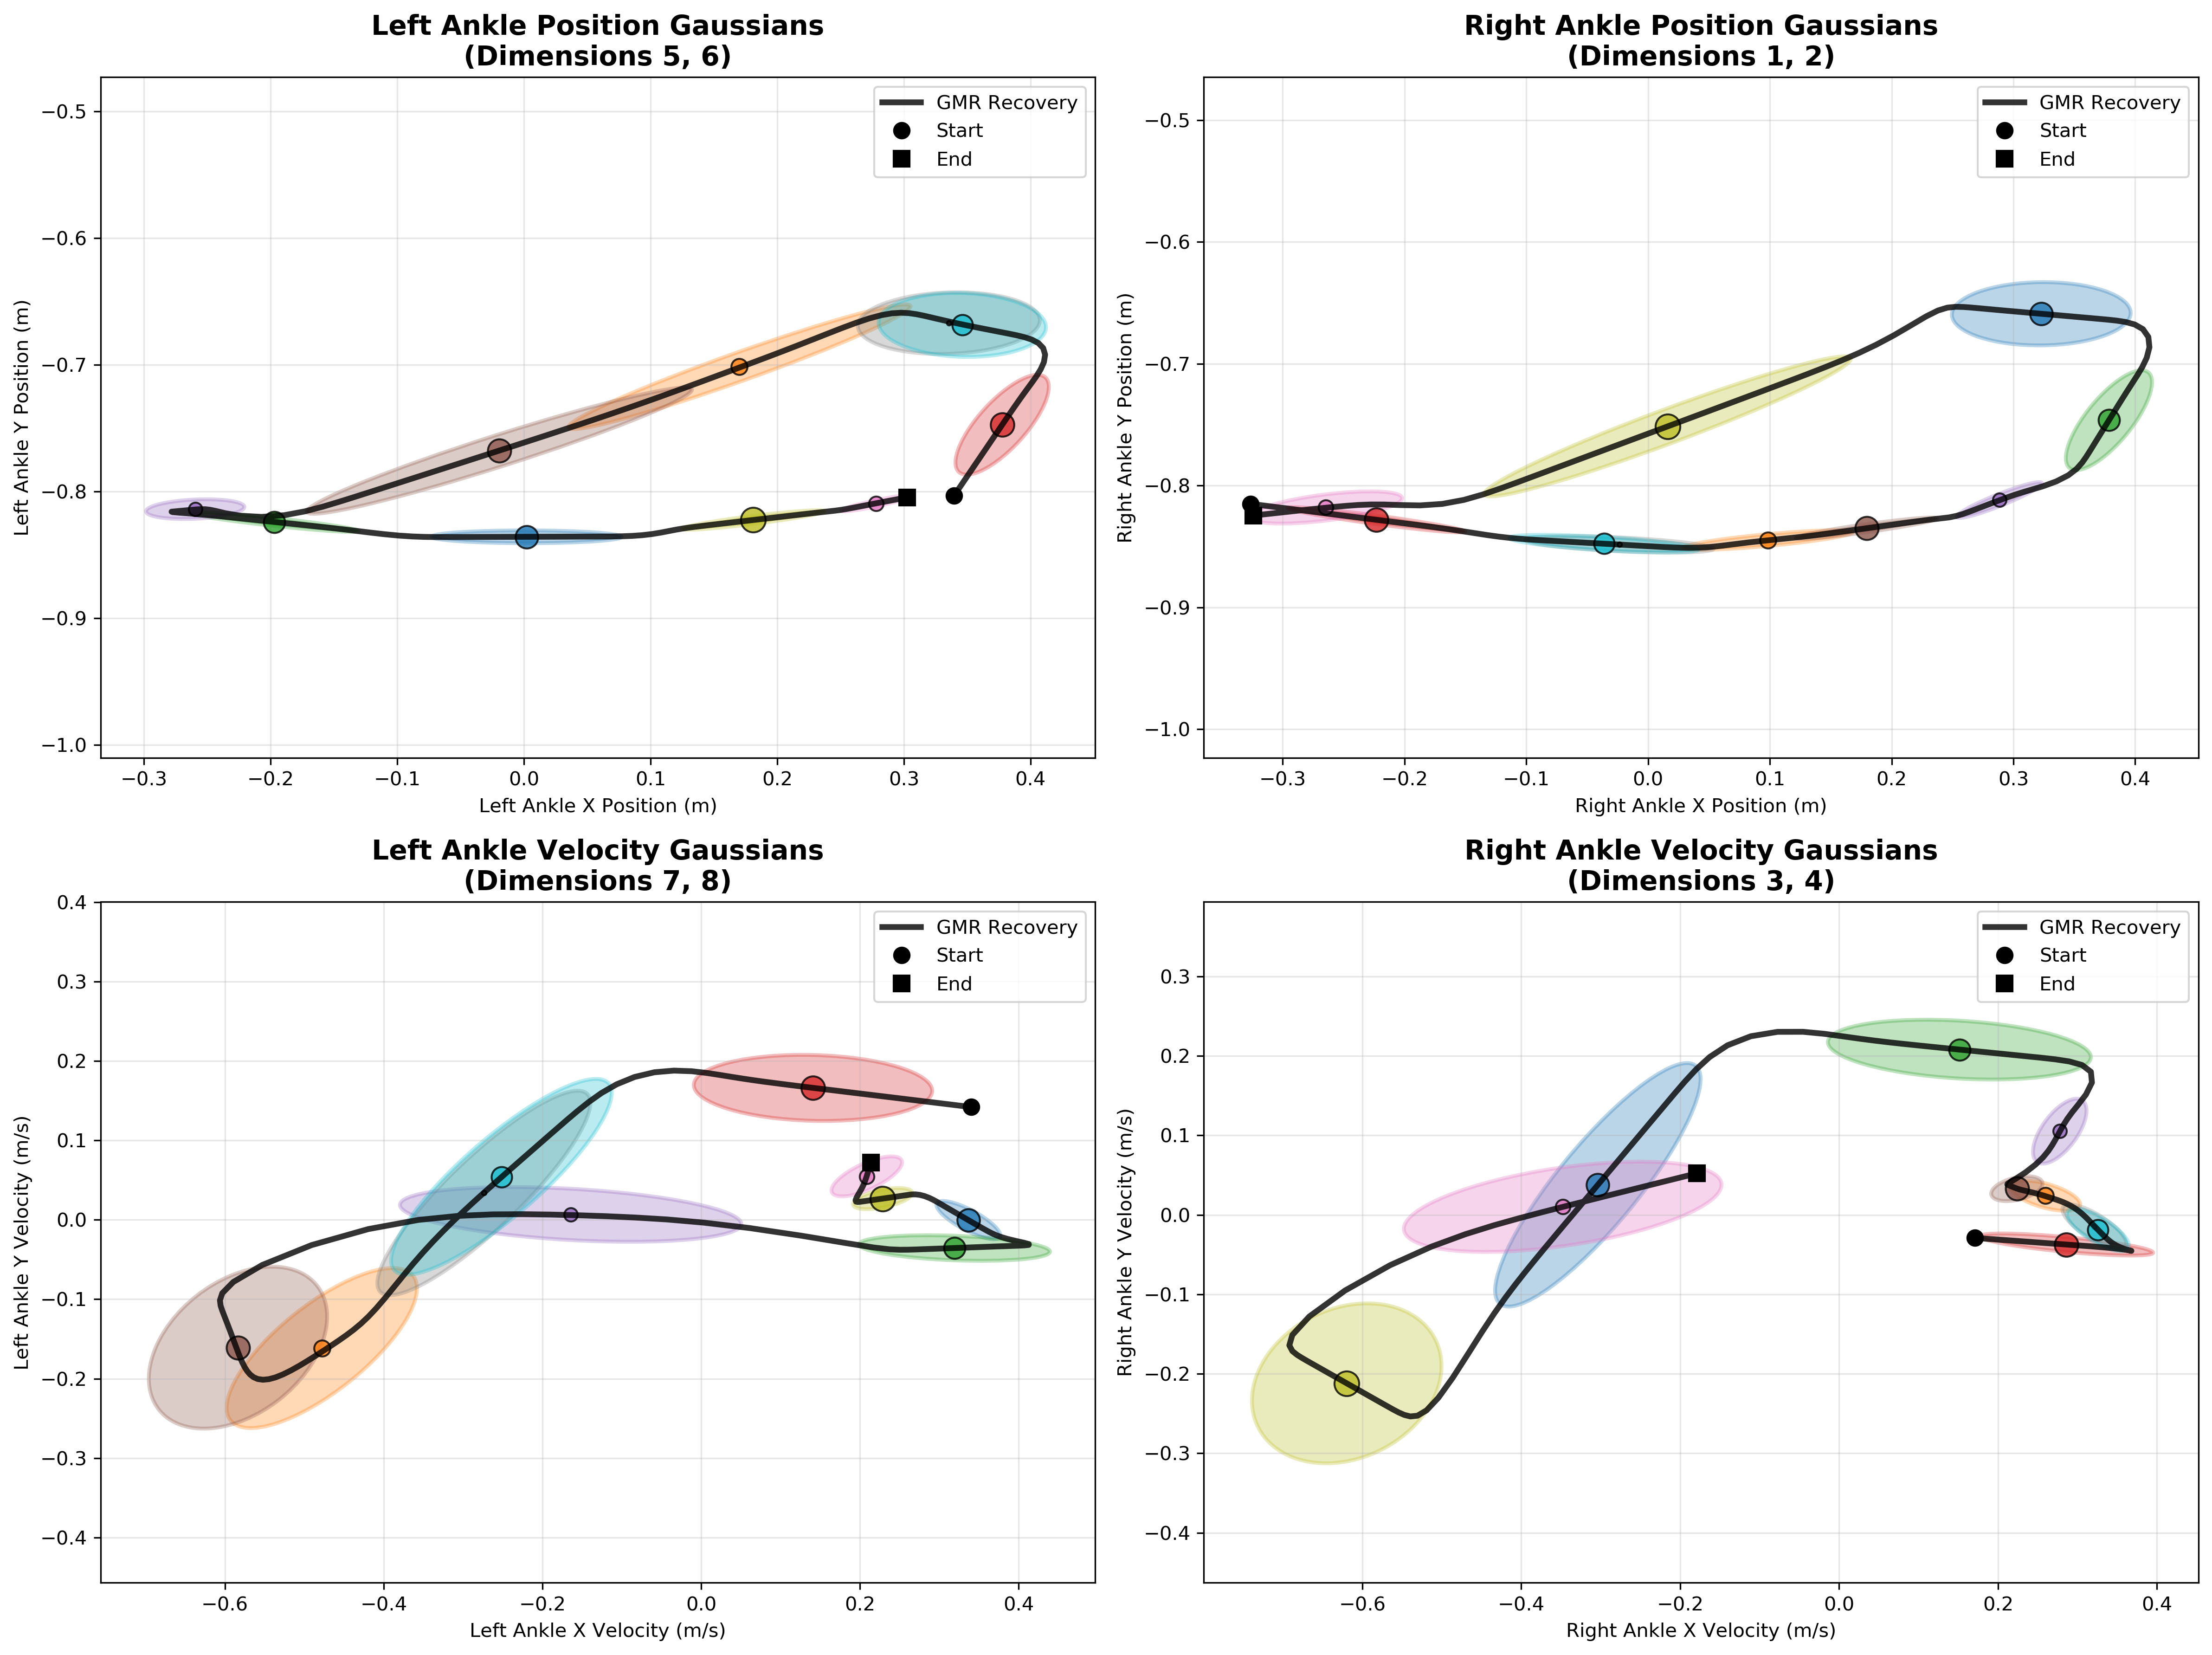 Left Ankle Position Gaussians
(Dimensions 5, 6)
GMR Recovery
Start
End
−0.5
−0.6
−0.7
−0.8
−0.9
−1.0
Left Ankle Y Position (m)
−0.3 −0.2 −0.1 0.0 0.1 0.2 0.3 0.4
Left Ankle X Position (m)
Right Ankle Position Gaussians
(Dimensions 1, 2)
GMR Recovery
Start
End
−0.5
−0.6
−0.7
−0.8
−0.9
−1.0
Right Ankle Y Position (m)
−0.3 −0.2 −0.1 0.0 0.1 0.2 0.3 0.4
Right Ankle X Position (m)
Left Ankle Velocity Gaussians
(Dimensions 7, 8)
GMR Recovery
Start
End
0.4
0.3
0.2
0.1
0.0
−0.1
−0.2
−0.3
−0.4
Left Ankle Y Velocity (m/s)
−0.6 −0.4 −0.2 0.0 0.2 0.4
Left Ankle X Velocity (m/s)
Right Ankle Velocity Gaussians
(Dimensions 3, 4)
GMR Recovery
Start
End
0.3
0.2
0.1
0.0
−0.1
−0.2
−0.3
−0.4
Right Ankle Y Velocity (m/s)
−0.6 −0.4 −0.2 0.0 0.2 0.4
Right Ankle X Velocity (m/s)